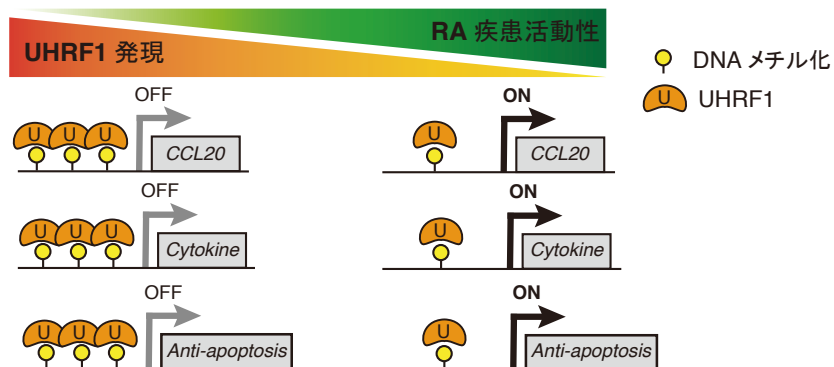 RA 疾患活動性
UHRF1 発現
DNA メチル化
U UHRF1
OFF ON
U U U CCL20 U CCL20
OFF ON
U U U Cytokine U Cytokine
OFF ON
U U U Anti-apoptosis U Anti-apoptosis